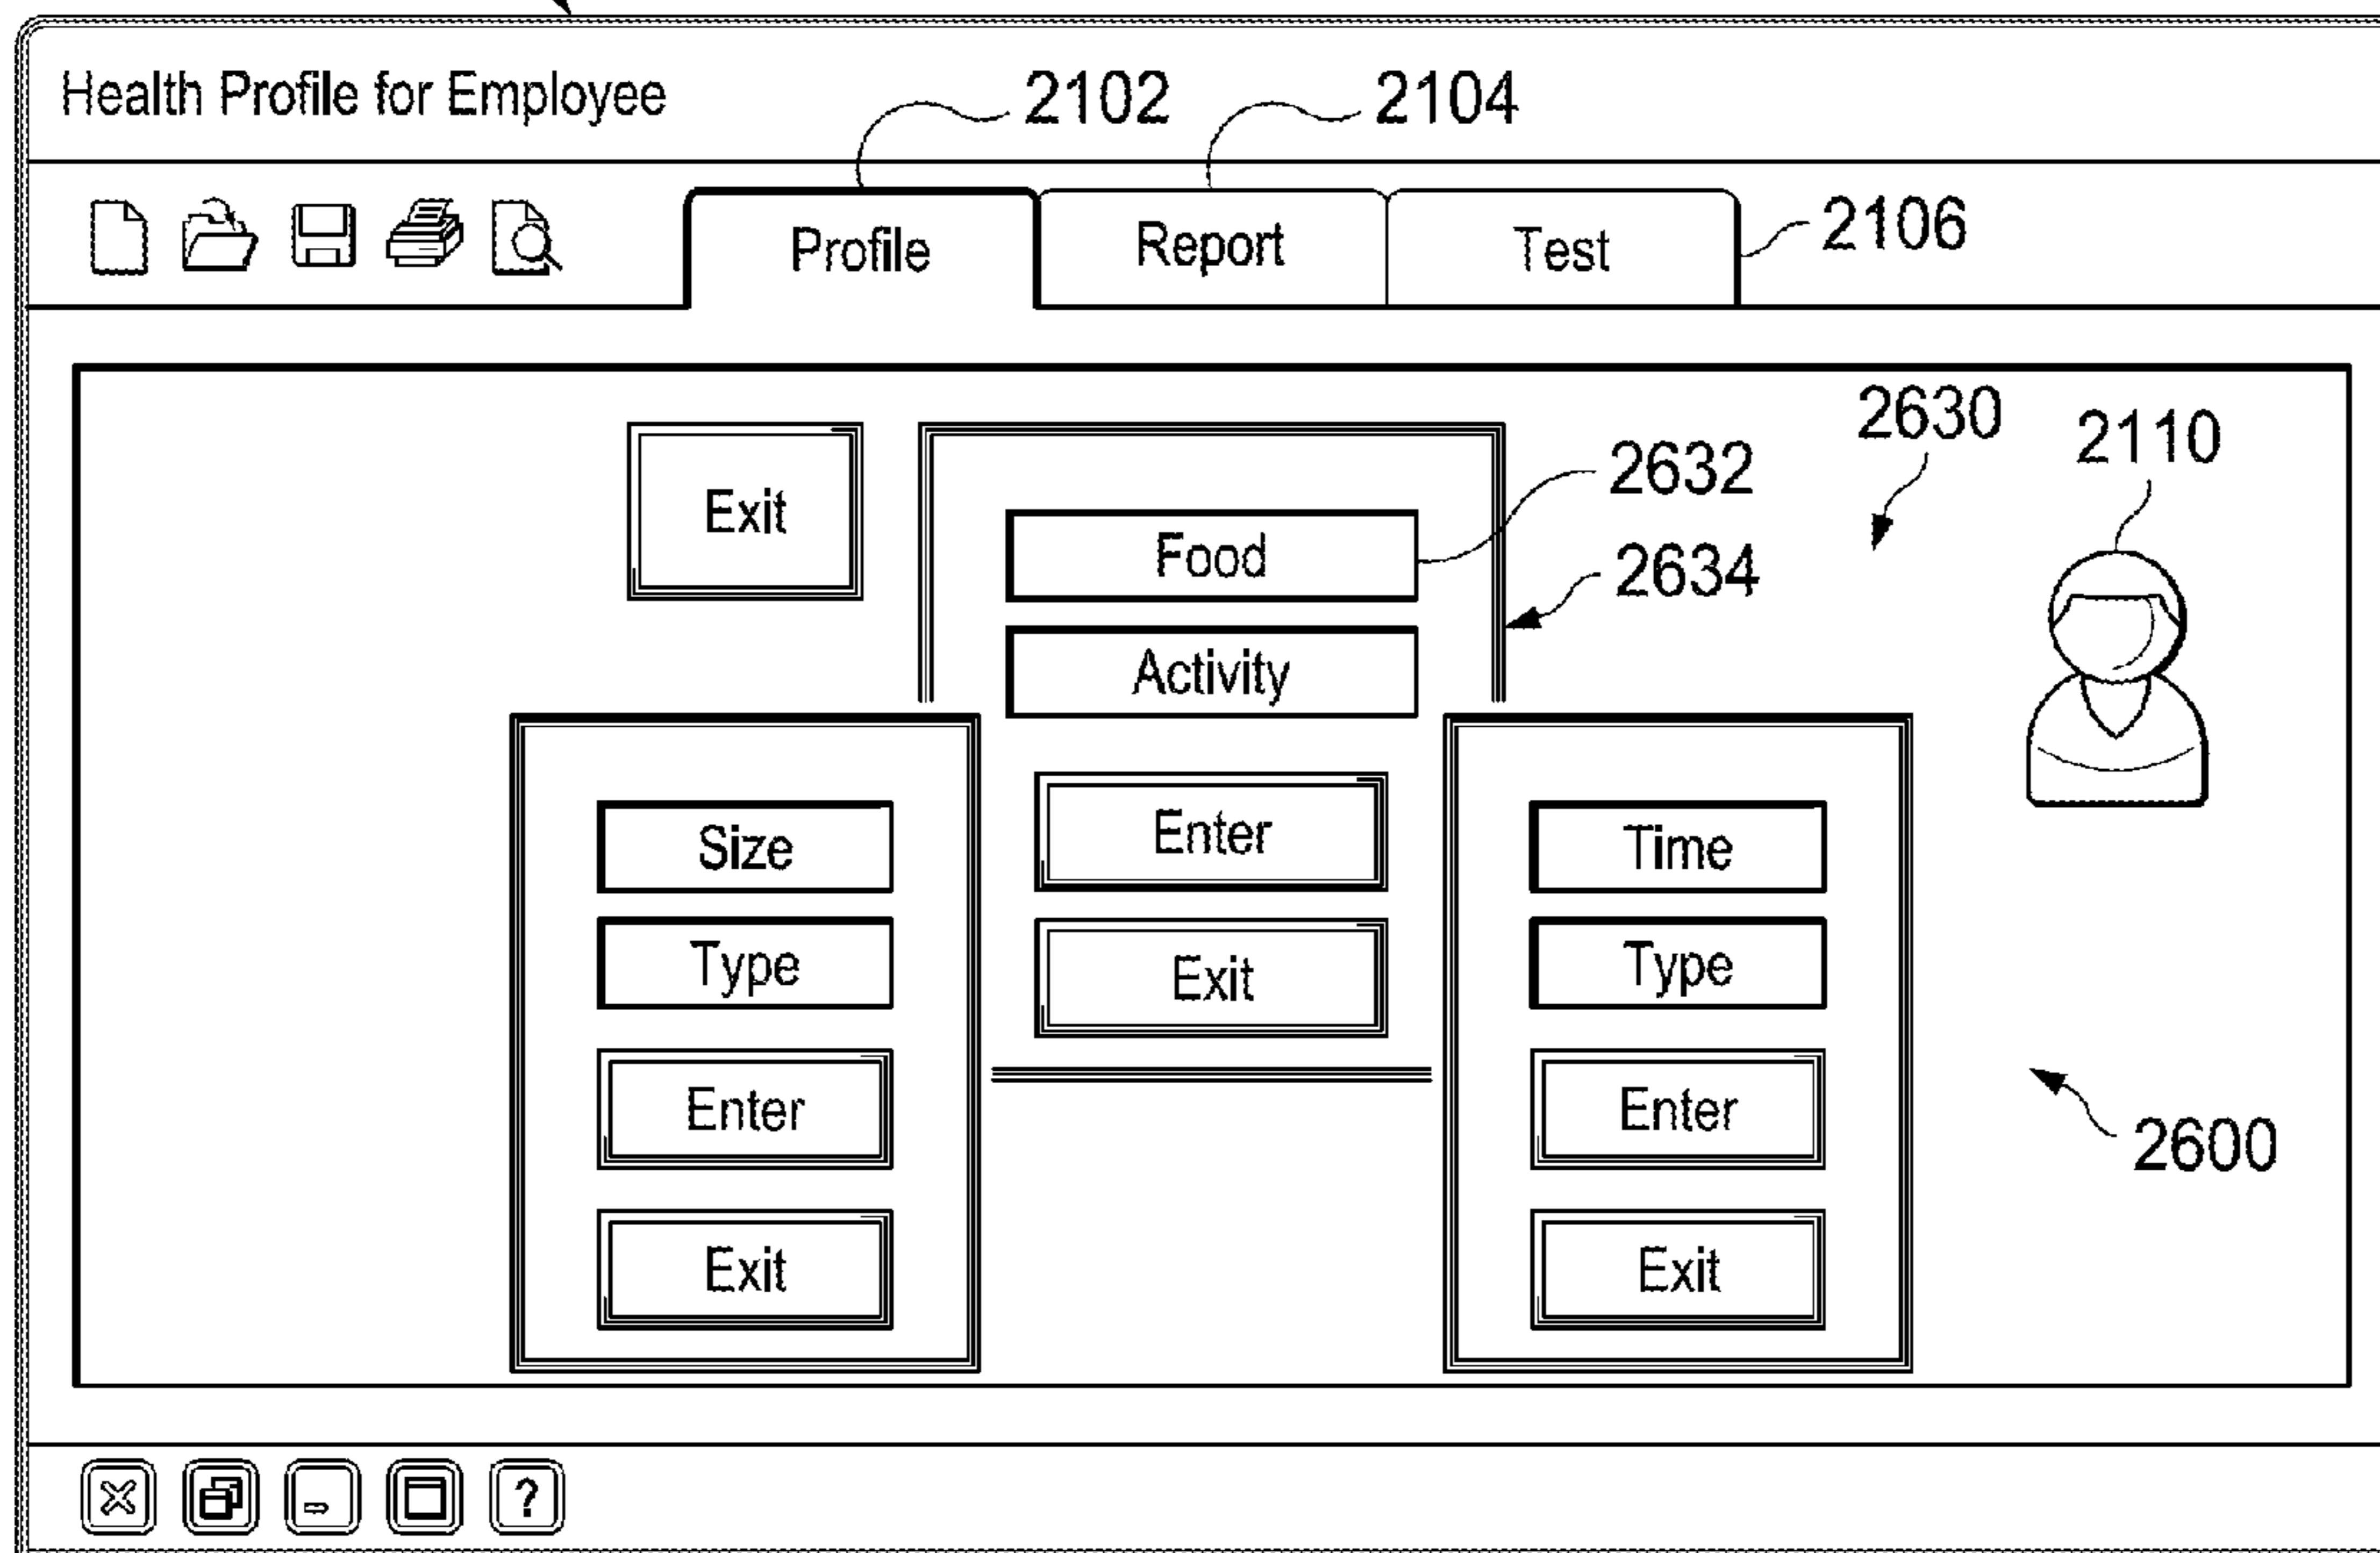 Health Profile for Employee
2102
2104
Profile
Report
Test
2106
2630
2110
Exit
2632
Food
2634
Activity
Size
Enter
Time
Type
Exit
Type
Enter
Enter
2600
Exit
Exit
?